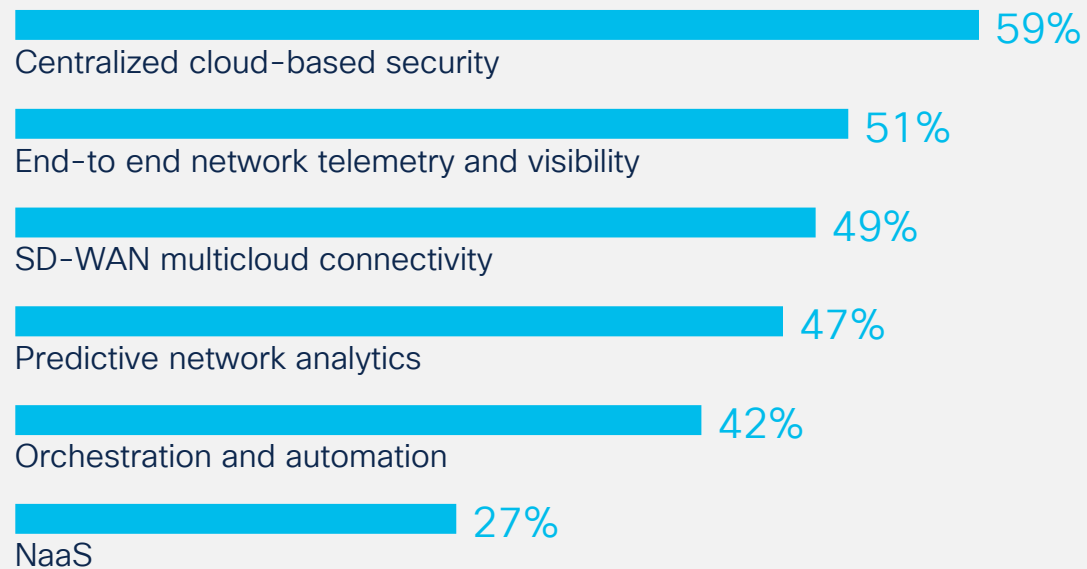 59%
Centralized cloud-based security
51%
End-to end network telemetry and visibility
49%
SD-WAN multicloud connectivity
47%
Predictive network analytics
42%
Orchestration and automation
27%
NaaS